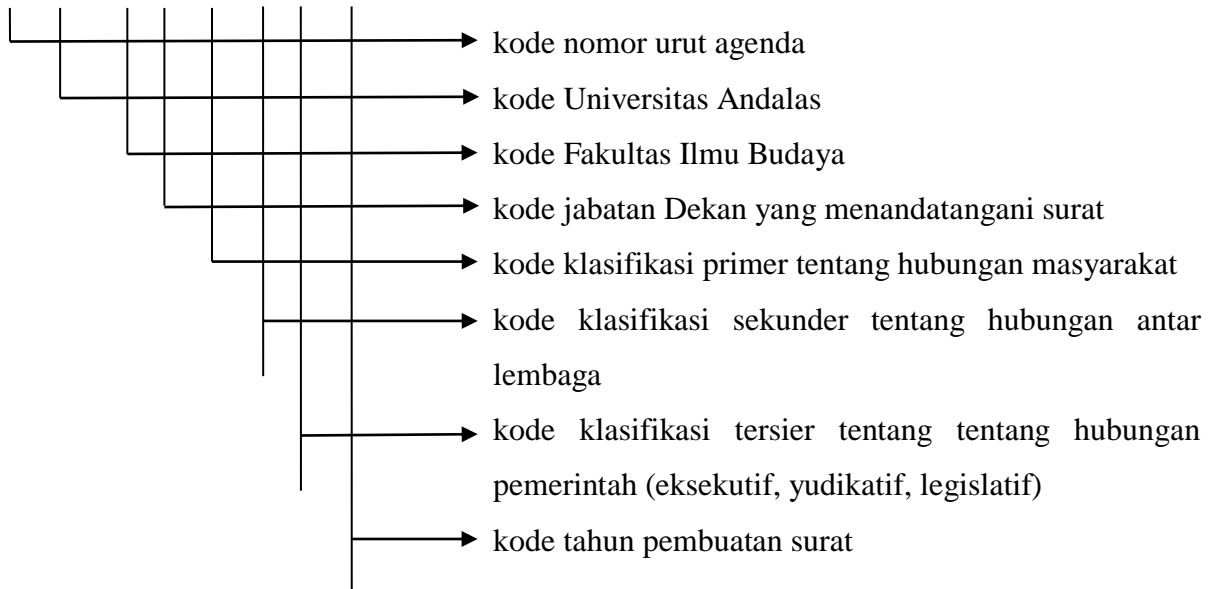 kode nomor urut agenda
kode Universitas Andalas
kode Fakultas Ilmu Budaya
kode jabatan Dekan yang menandatangani surat
kode klasifikasi primer tentang hubungan masyarakat
kode klasifikasi sekunder tentang hubungan antar
lembaga
kode klasifikasi tersier tentang tentang hubungan
pemerintah (eksekutif, yudikatif, legislatif)
kode tahun pembuatan surat